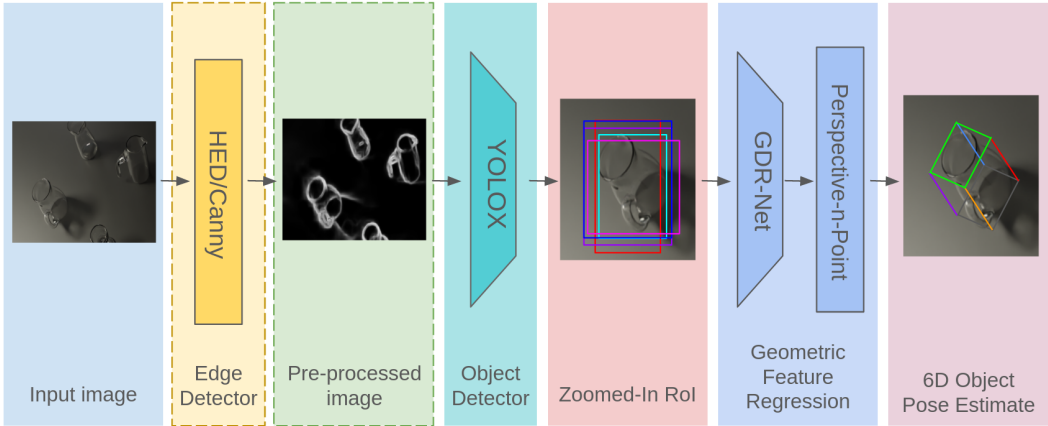 HED/Canny
YOLOX
GDR-Net
Perspective-n-Point
Input image
Edge
Detector
Pre-processed
image
Object
Detector
Zoomed-In RoI
Geometric
Feature
Regression
6D Object
Pose Estimate